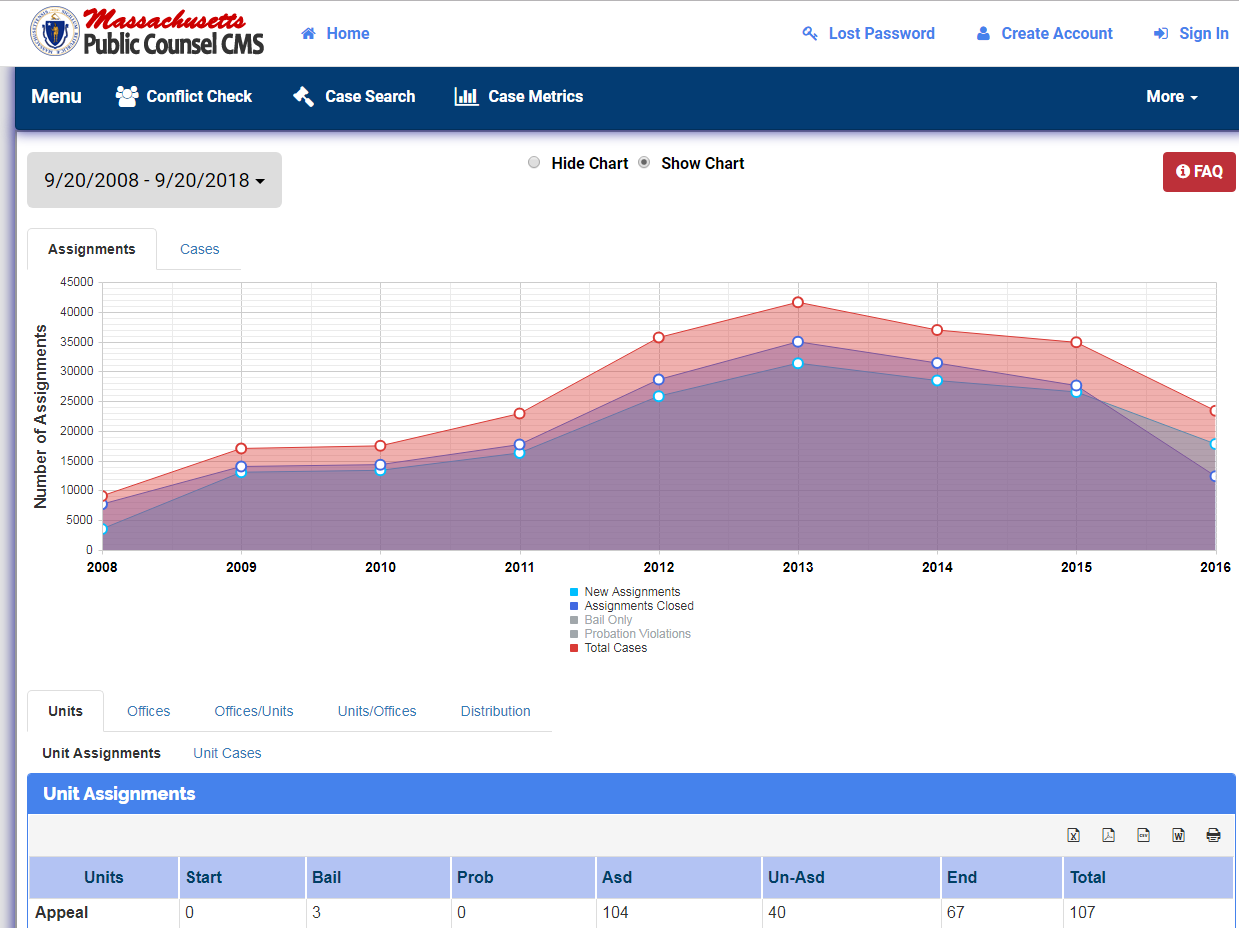 Massachusetts
Public Counsel CMS
Home
Lost Password
Create Account
Sign In
Menu
Conflict Check
Case Search
Case Metrics
More
9/20/2008 - 9/20/2018
Hide Chart
Show Chart
FAQ
Assignments
Cases
Number of Assignments
45000
40000
35000
30000
25000
20000
15000
10000
5000
0
2008 2009 2010 2011 2012 2013 2014 2015 2016
New Assignments
Assignments Closed
Bail Only
Probation Violations
Total Cases
Units Offices Offices/Units Units/Offices Distribution
Unit Assignments Unit Cases
Unit Assignments
Units Start Bail Prob Asd Un-Asd End Total
Appeal 0 3 0 104 40 67 107